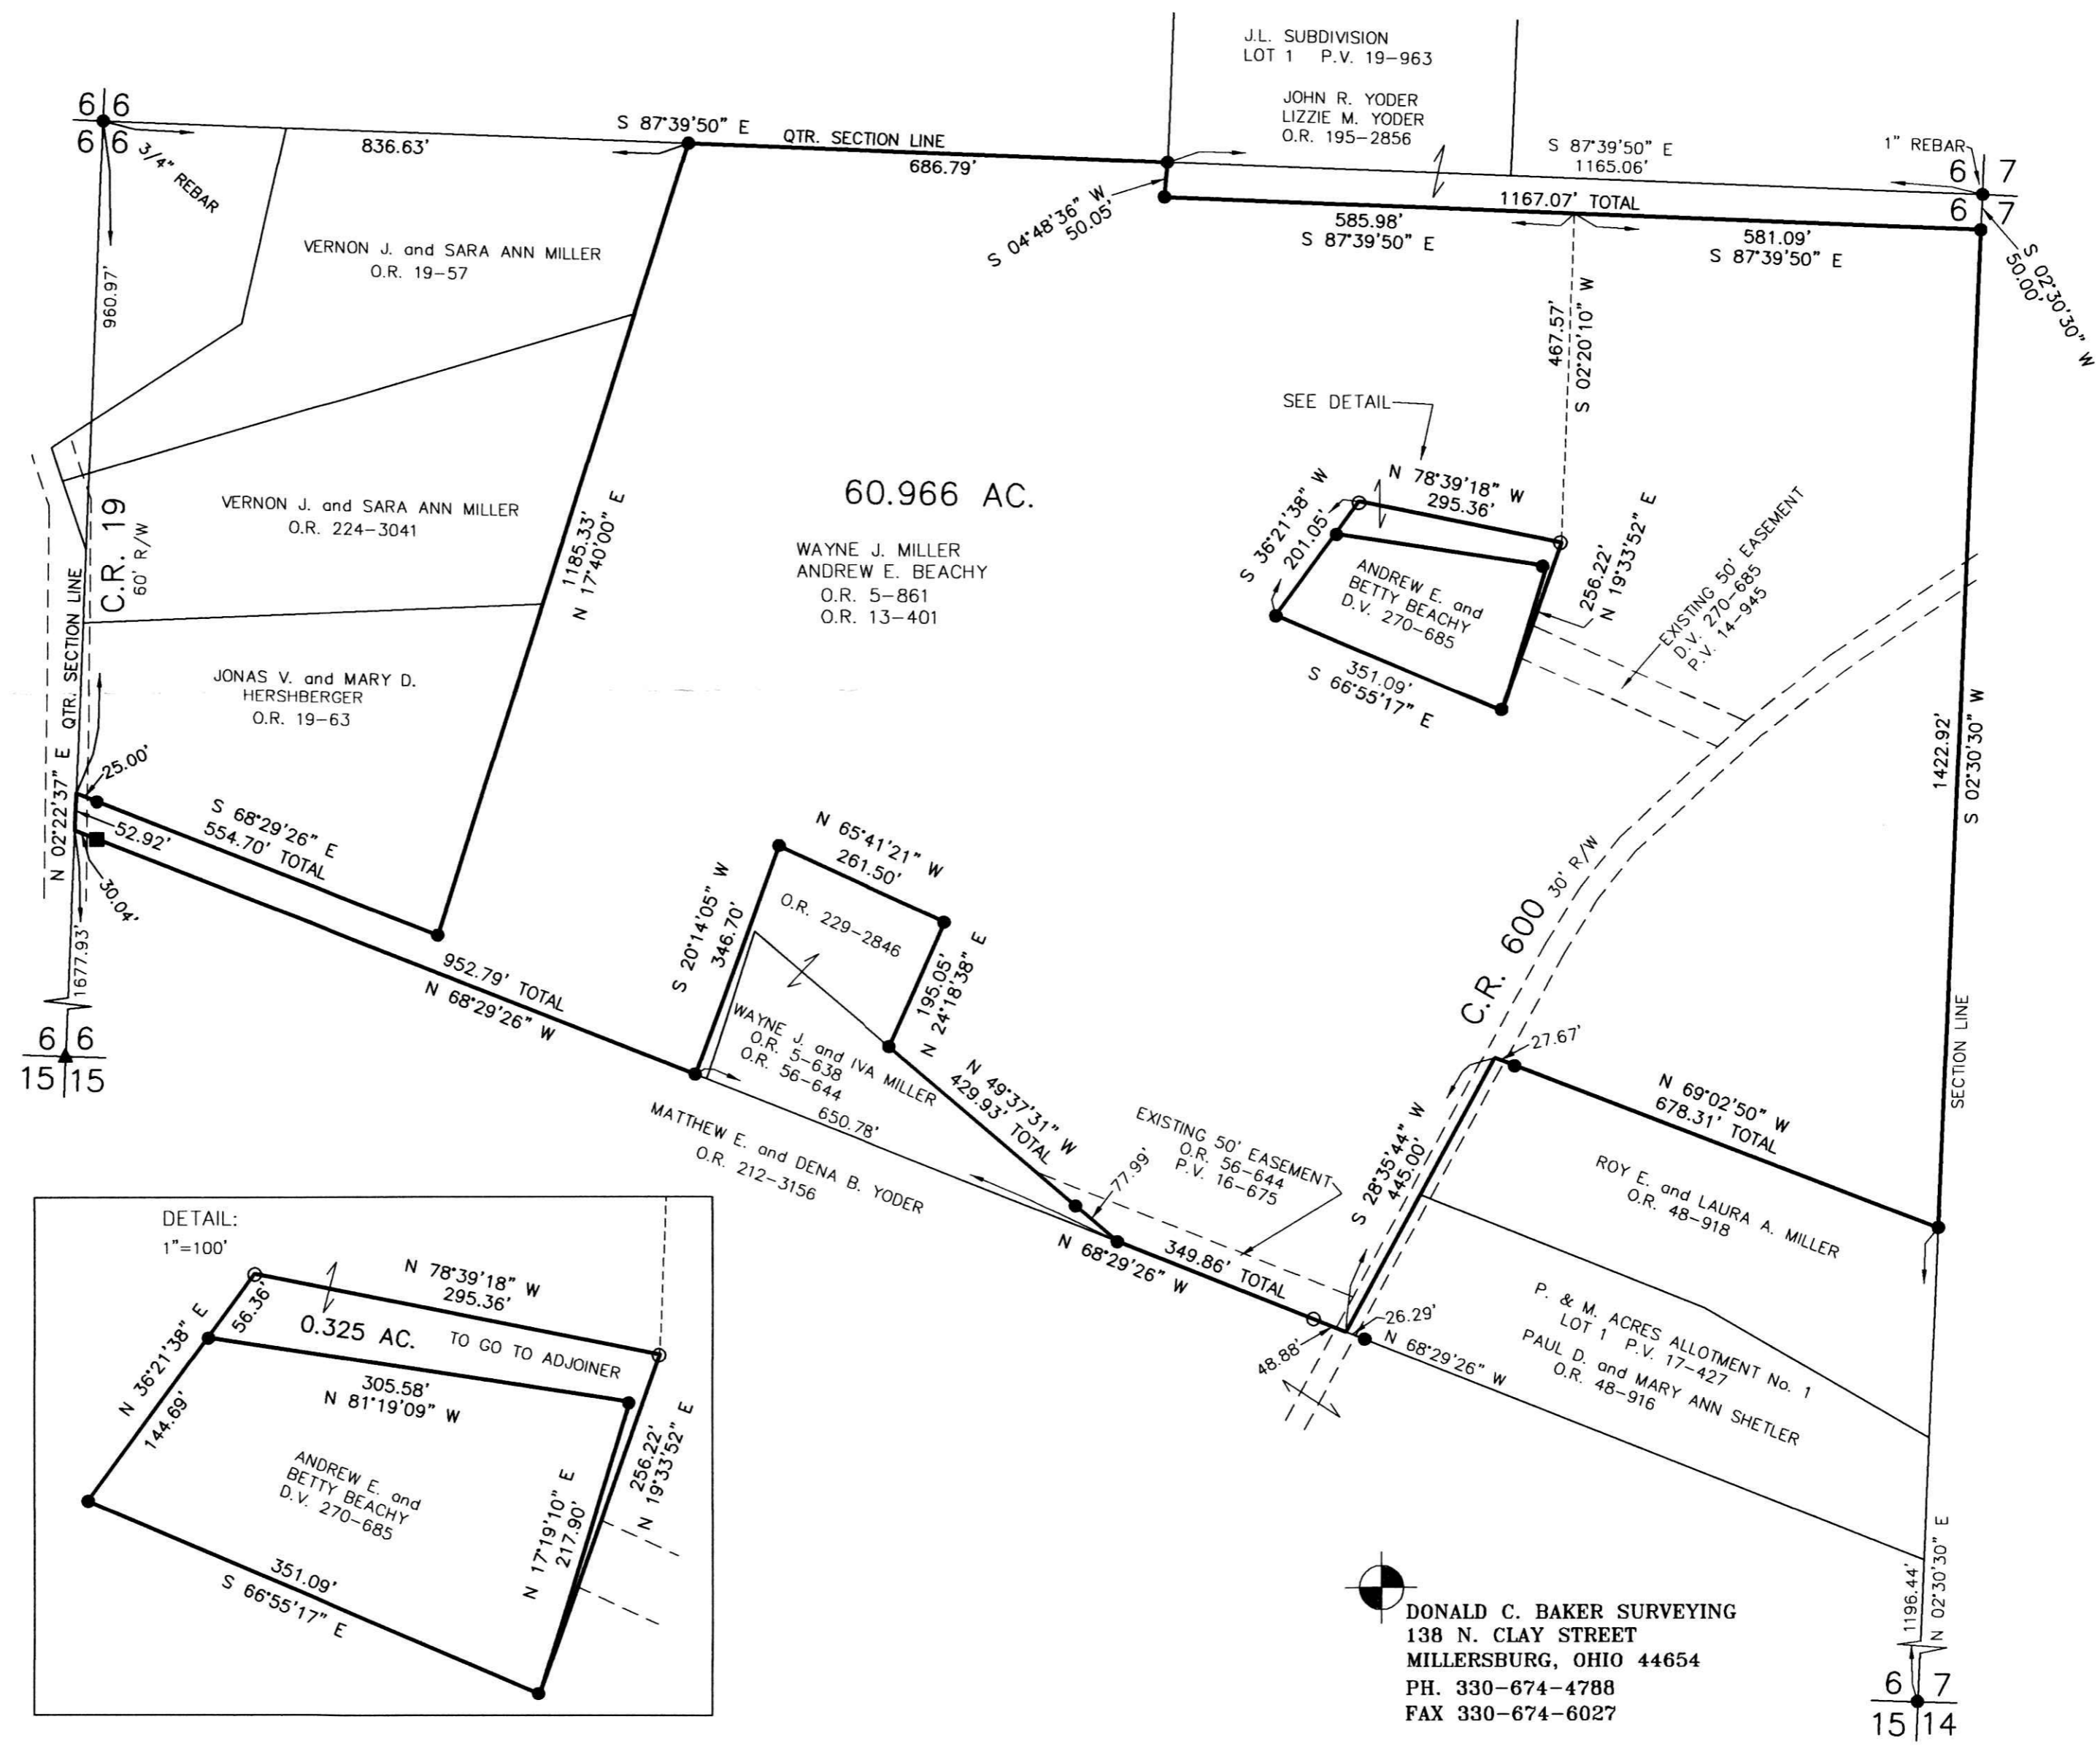 J.L. SUBDIVISION
LOT 1 P.V. 19-963
JOHN R. YODER
LIZZIE M. YODER
O.R. 195-2856
6 6
6 6
3/4" REBAR
836.63'
S 87°39'50" E
QTR. SECTION LINE
686.79'
S 87°39'50" E
1165.06'
1" REBAR
6 7
6 7
S 04°48'36" W
50.05'
1167.07' TOTAL
585.98'
S 87°39'50" E
581.09'
S 87°39'50" E
S 02°30'30" W
50.00'
VERNON J. and SARA ANN MILLER
O.R. 19-57
960.97'
467.57'
S 02°20'10" W
SEE DETAIL
VERNON J. and SARA ANN MILLER
O.R. 224-3041
C.R. 19
60' R/W
QTR. SECTION LINE
N 02°22'37" E
1185.33'
N 17°40'00" E
60.966 AC.
WAYNE J. MILLER
ANDREW E. BEACHY
O.R. 5-861
O.R. 13-401
N 78°39'18" W
295.36'
S 36°21'38" W
201.05'
256.22'
N 19°33'52" E
ANDREW E. and
BETTY BEACHY
D.V. 270-685
351.09'
S 66°55'17" E
EXISTING 50' EASEMENT
D.V. 270-685
P.V. 14-945
1422.92'
S 02°30'30" W
JONAS V. and MARY D.
HERSHBERGER
O.R. 19-63
25.00'
S 68°29'26" E
554.70' TOTAL
52.92'
30.04'
1677.93'
6 6
15 15
952.79' TOTAL
N 68°29'26" W
N 65°41'21" W
261.50'
O.R. 229-2846
S 20°14'05" W
346.70'
195.05'
N 24°18'38" E
WAYNE J. and IVA MILLER
O.R. 5-638
O.R. 56-644
650.78'
N 49°37'31" W
429.93' TOTAL
MATTHEW E. and DENA B. YODER
O.R. 212-3156
77.99'
EXISTING 50' EASEMENT
O.R. 56-644
P.V. 16-675
N 68°29'26" W
349.86' TOTAL
C.R. 600
30' R/W
S 28°35'44" W
445.00'
27.67'
N 69°02'50" W
678.31' TOTAL
SECTION LINE
ROY E. and LAURA A. MILLER
O.R. 48-918
26.29'
48.88'
N 68°29'26" W
P. & M. ACRES ALLOTMENT No. 1
LOT 1 P.V. 17-427
PAUL D. and MARY ANN SHETLER
O.R. 48-916
1196.44'
N 02°30'30" E
6 7
15 14
DETAIL:
1"=100'
N 78°39'18" W
295.36'
N 36°21'38" E
56.36'
144.69'
0.325 AC.
TO GO TO ADJOINER
305.58'
N 81°19'09" W
ANDREW E. and
BETTY BEACHY
D.V. 270-685
N 17°19'10" E
217.90'
256.22'
N 19°33'52" E
351.09'
S 66°55'17" E
DONALD C. BAKER SURVEYING
138 N. CLAY STREET
MILLERSBURG, OHIO 44654
PH. 330-674-4788
FAX 330-674-6027